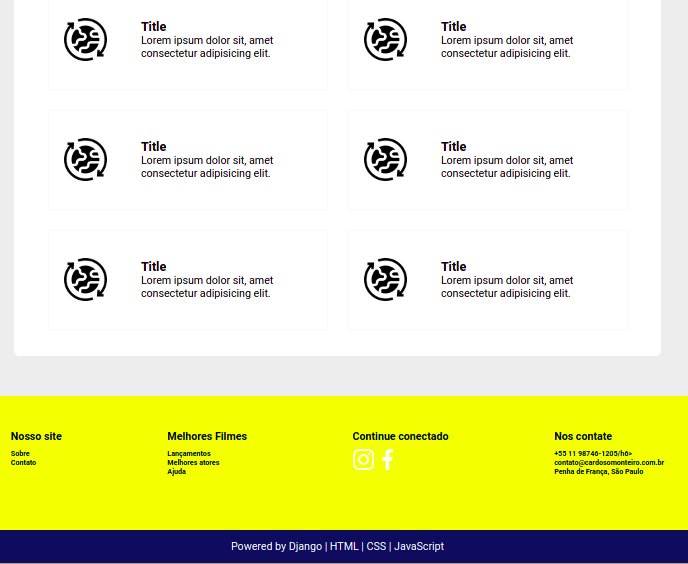 Title
Lorem ipsum dolor sit, amet
consectetur adipisicing elit.
Title
Lorem ipsum dolor sit, amet
consectetur adipisicing elit.
Title
Lorem ipsum dolor sit, amet
consectetur adipisicing elit.
Title
Lorem ipsum dolor sit, amet
consectetur adipisicing elit.
Title
Lorem ipsum dolor sit, amet
consectetur adipisicing elit.
Title
Lorem ipsum dolor sit, amet
consectetur adipisicing elit.
Nosso site
Sobre
Contato
Melhores Filmes
Lançamentos
Melhores atores
Ajuda
Continue conectado
Nos contate
+55 11 98746-1205/h6>
contato@cardosomonteiro.com.br
Penha de França, São Paulo
Powered by Django | HTML | CSS | JavaScript